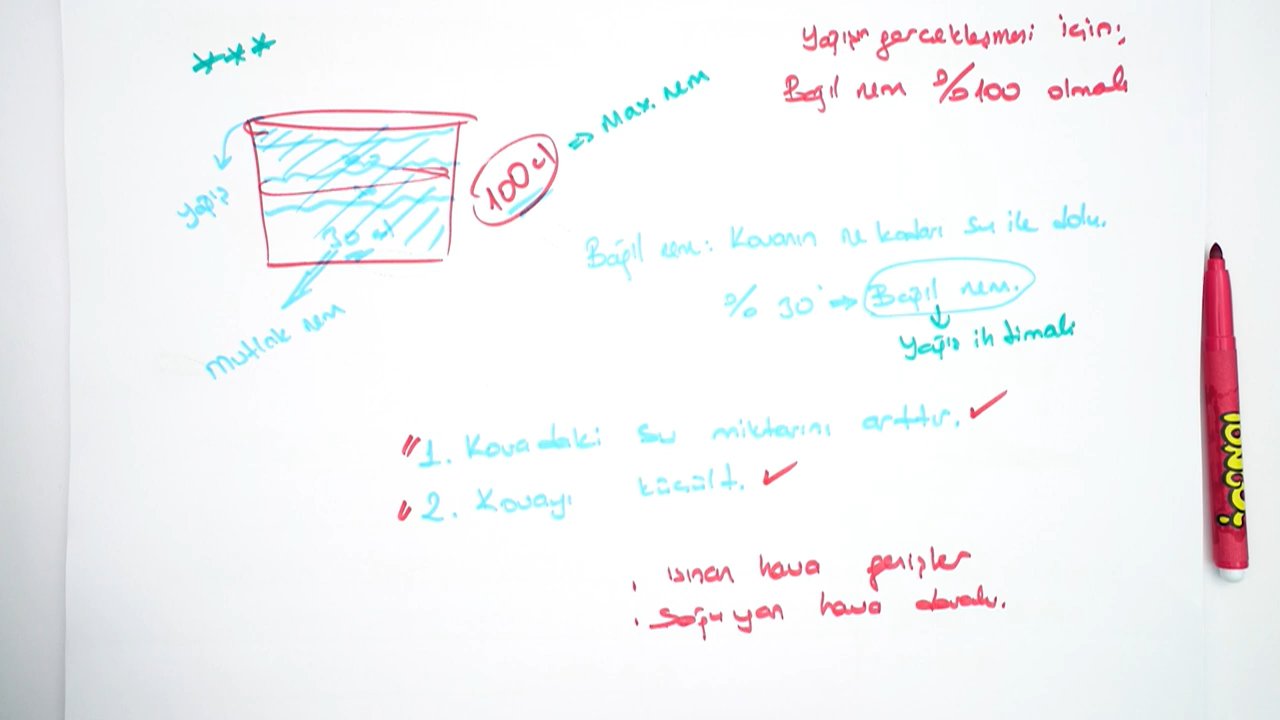 ***
Yağışın gerçekleşmesi için;
Bağıl nem %100 olmalı
100 cl => Max. nem
yağış
30 cl
Mutlak nem
Bağıl nem: Kovanın ne kadarı su ile dolu.
% 30 => Bağıl nem.
Yağış ihtimali
1. Kovadaki su miktarını arttır. ✓
2. Kovayı küçült. ✓
. ısınan hava genişler
. Soğuyan hava daralır.